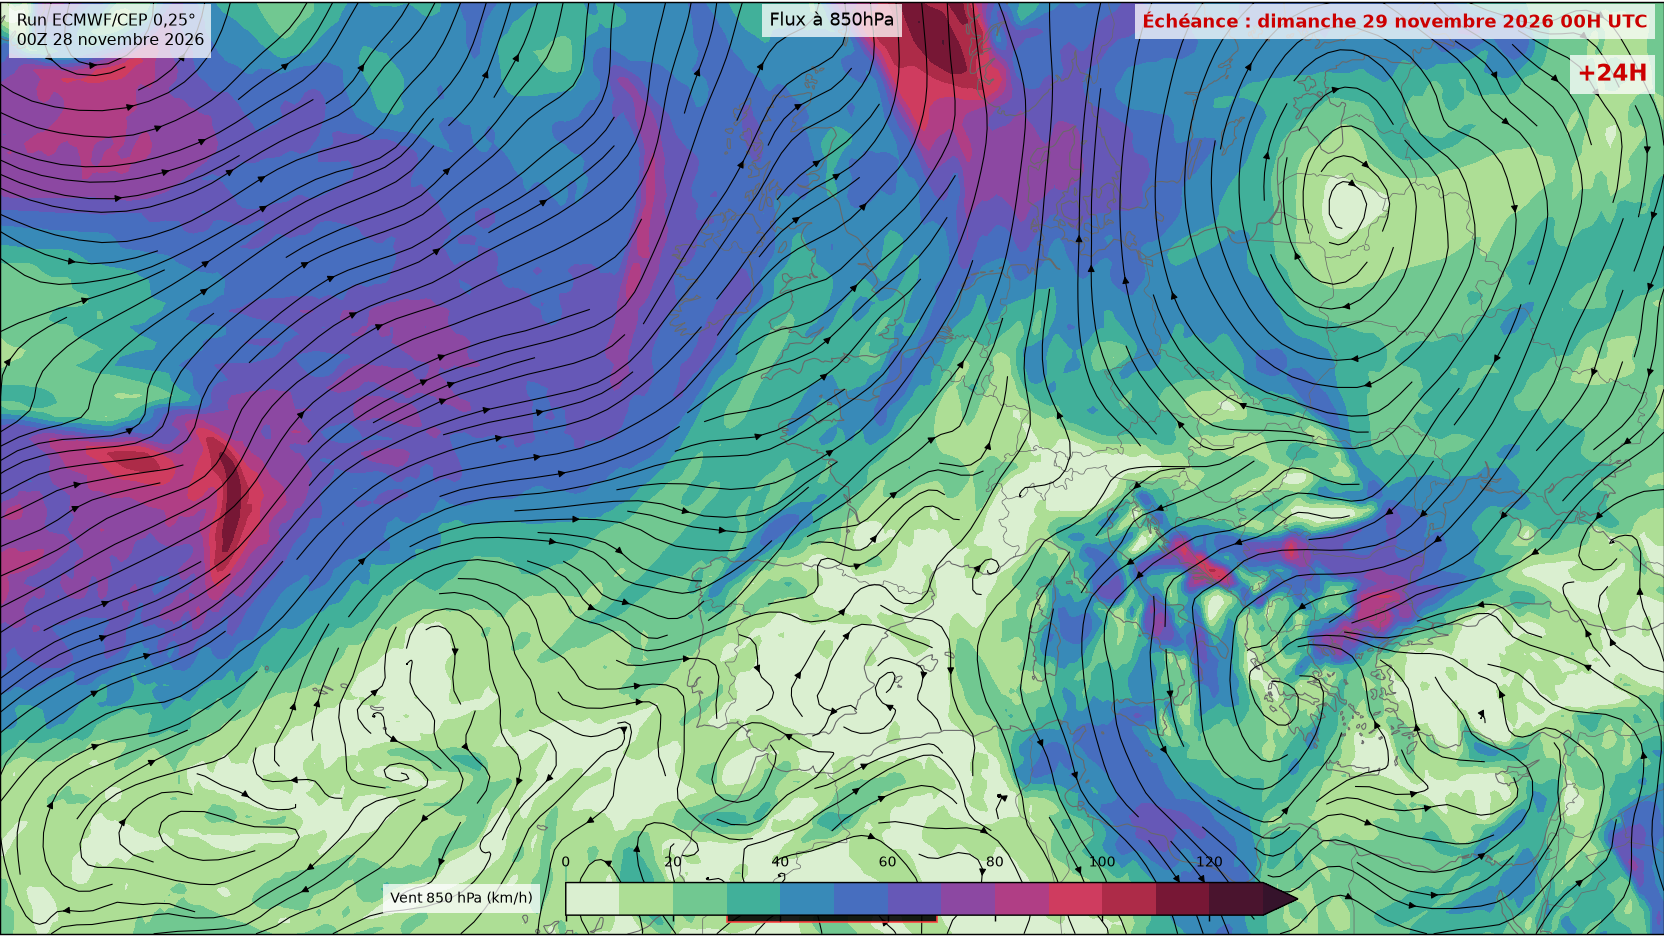 Run ECMWF/CEP 0,25°
00Z 28 novembre 2026
Flux à 850hPa
Échéance : dimanche 29 novembre 2026 00H UTC
+24H
0 20 40 60 80 100 120
Vent 850 hPa (km/h)